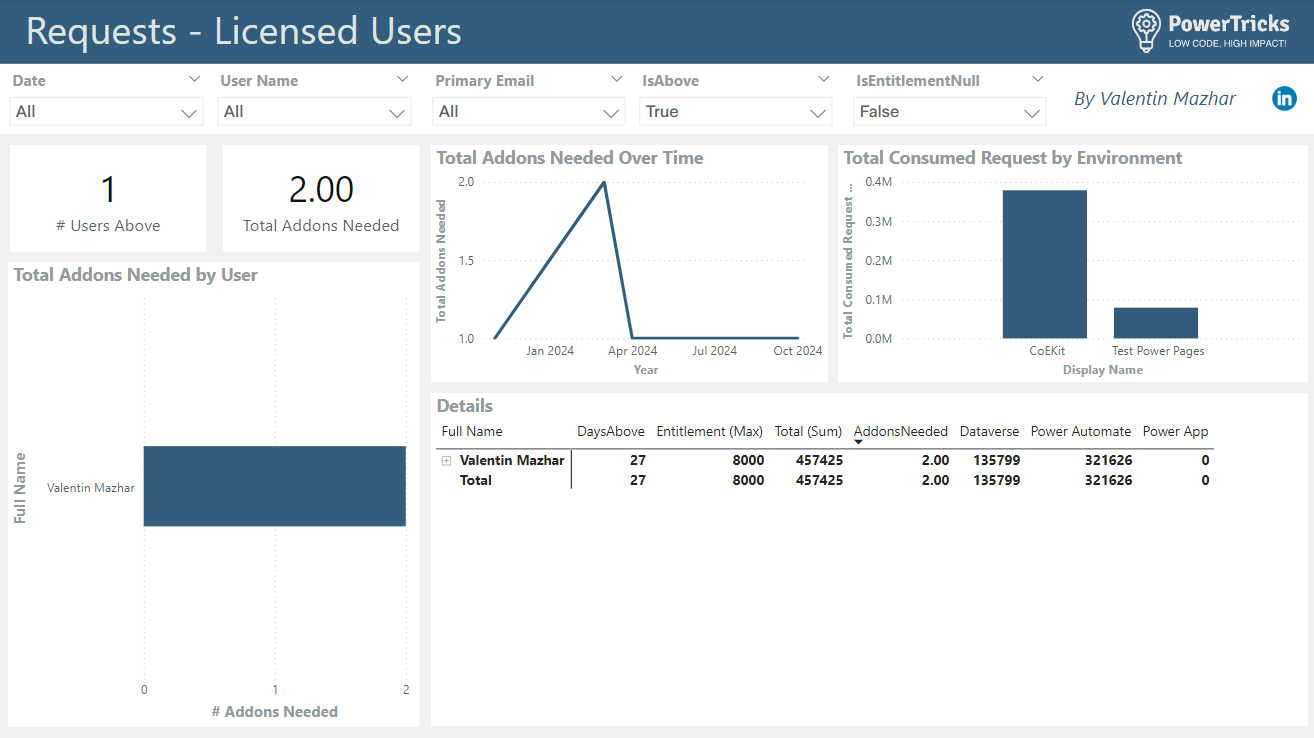 Requests - Licensed Users
PowerTricks
LOW CODE, HIGH IMPACT!
Date
User Name
Primary Email
IsAbove
IsEntitlementNull
All
All
All
True
False
By Valentin Mazhar
in
1
# Users Above
2.00
Total Addons Needed
Total Addons Needed by User
Full Name
Valentin Mazhar
0 1 2
# Addons Needed
Total Addons Needed Over Time
Total Addons Needed
2.0
1.5
1.0
Jan 2024 Apr 2024 Jul 2024 Oct 2024
Year
Total Consumed Request by Environment
Total Consumed Request ...
0.4M
0.3M
0.2M
0.1M
0.0M
CoEKit Test Power Pages
Display Name
Details
Full Name DaysAbove Entitlement (Max) Total (Sum) AddonsNeeded Dataverse Power Automate Power App
Valentin Mazhar 27 8000 457425 2.00 135799 321626 0
Total 27 8000 457425 2.00 135799 321626 0